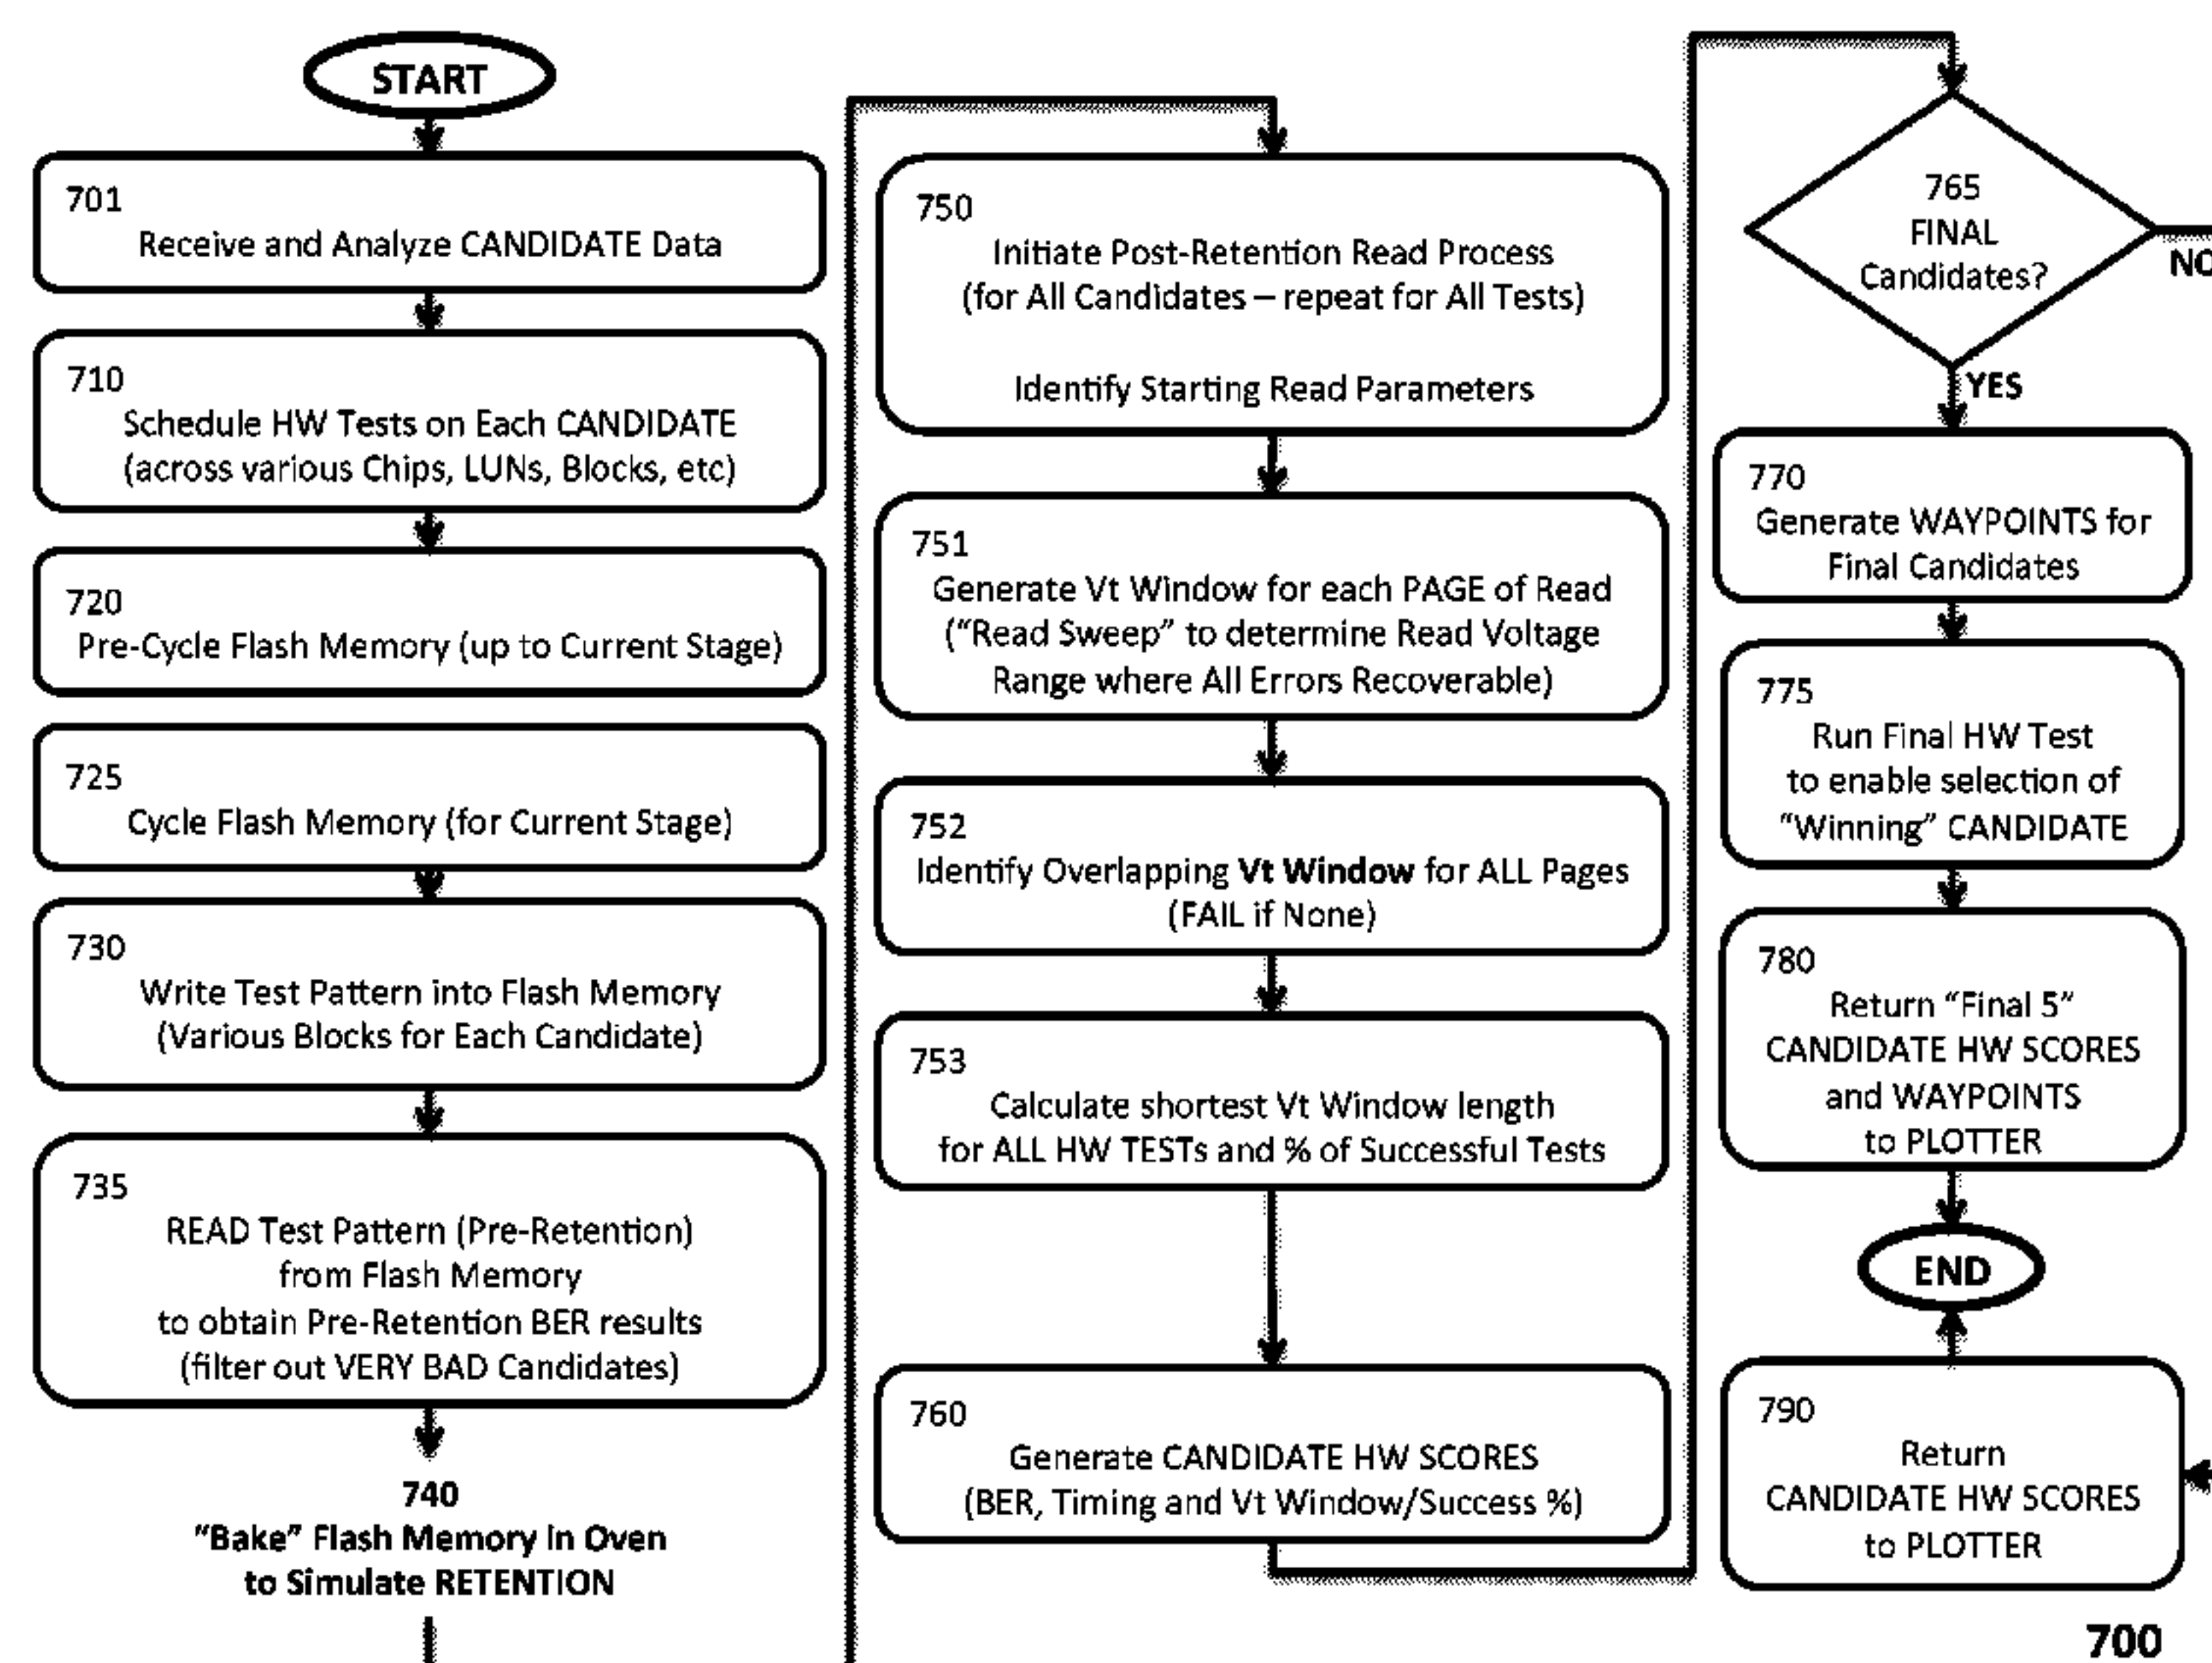 START
701
Receive and Analyze CANDIDATE Data
710
Schedule HW Tests on Each CANDIDATE
(across various Chips, LUNs, Blocks, etc)
720
Pre-Cycle Flash Memory (up to Current Stage)
725
Cycle Flash Memory (for Current Stage)
730
Write Test Pattern into Flash Memory
(Various Blocks for Each Candidate)
735
READ Test Pattern (Pre-Retention)
from Flash Memory
to obtain Pre-Retention BER results
(filter out VERY BAD Candidates)
740
"Bake" Flash Memory in Oven
to Simulate RETENTION
750
Initiate Post-Retention Read Process
(for All Candidates – repeat for All Tests)
Identify Starting Read Parameters
751
Generate Vt Window for each PAGE of Read
("Read Sweep" to determine Read Voltage
Range where All Errors Recoverable)
752
Identify Overlapping Vt Window for ALL Pages
(FAIL if None)
753
Calculate shortest Vt Window length
for ALL HW TESTs and % of Successful Tests
760
Generate CANDIDATE HW SCORES
(BER, Timing and Vt Window/Success %)
765
FINAL
Candidates?
NO
YES
770
Generate WAYPOINTS for
Final Candidates
775
Run Final HW Test
to enable selection of
"Winning" CANDIDATE
780
Return "Final 5"
CANDIDATE HW SCORES
and WAYPOINTS
to PLOTTER
END
790
Return
CANDIDATE HW SCORES
to PLOTTER
700